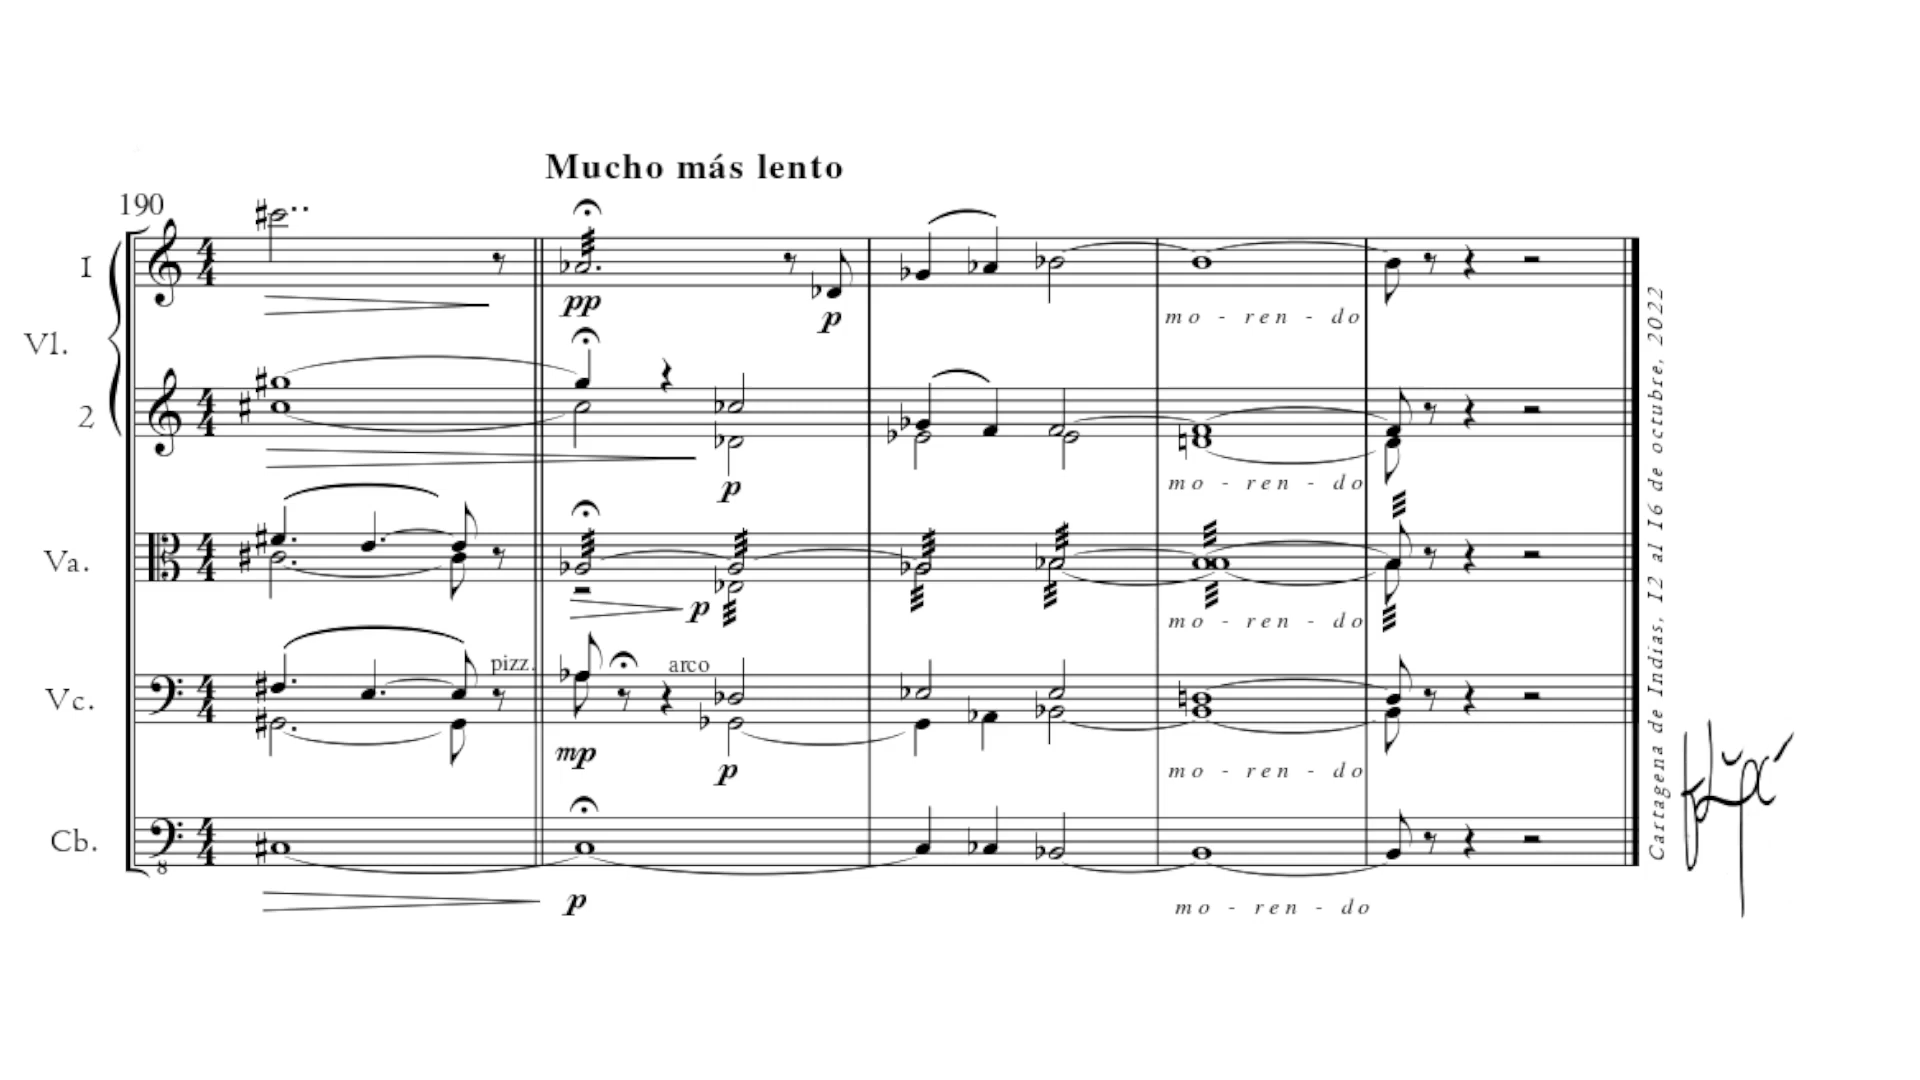 Mucho más lento
190
I
pp
p
mo - ren - do
Vl.
2
p
mo - ren - do
Va.
p
mo - ren - do
pizz.
arco
Vc.
mp
p
mo - ren - do
Cb.
8
p
mo - ren - do
Cartagena de Indias, 12 al 16 de octubre, 2022